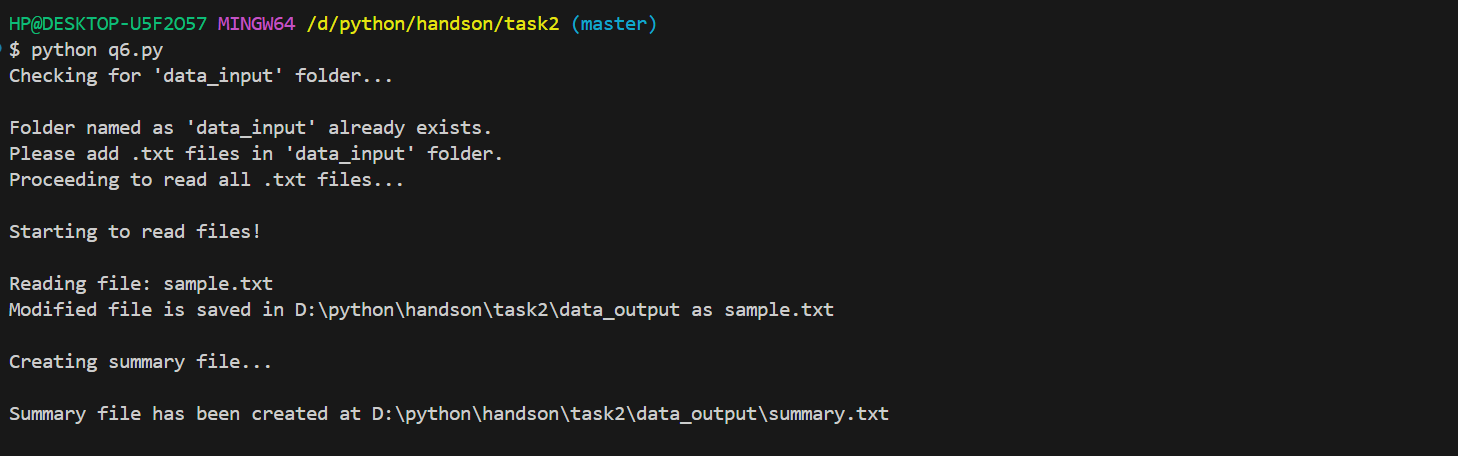 HP@DESKTOP-U5F2O57 MINGW64 /d/python/handson/task2 (master)
$ python q6.py
Checking for 'data_input' folder...
Folder named as 'data_input' already exists.
Please add .txt files in 'data_input' folder.
Proceeding to read all .txt files...
Starting to read files!
Reading file: sample.txt
Modified file is saved in D:\python\handson\task2\data_output as sample.txt
Creating summary file...
Summary file has been created at D:\python\handson\task2\data_output\summary.txt